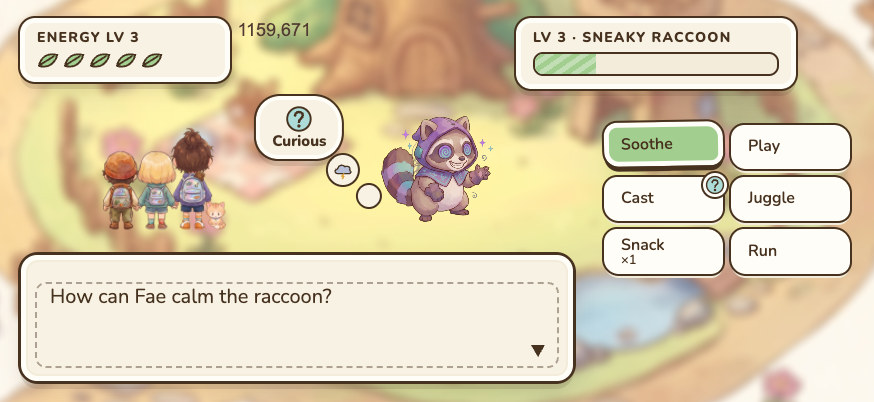 ENERGY LV 3
1159,671
LV 3 · SNEAKY RACCOON
?
Curious
Soothe
Play
Cast
?
Juggle
Snack
×1
Run
How can Fae calm the raccoon?